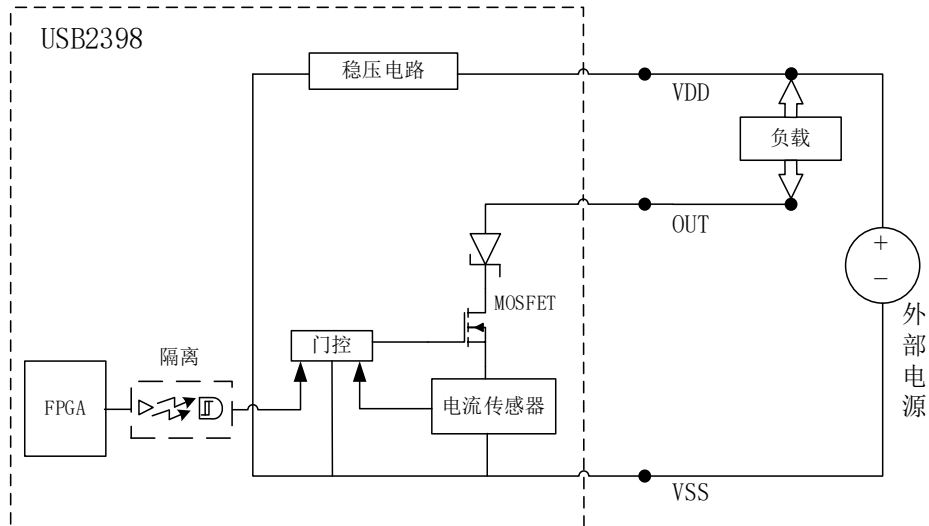 USB2398
稳压电路
VDD
负载
OUT
+
−
MOSFET
外部电源
门控
隔离
FPGA
电流传感器
VSS